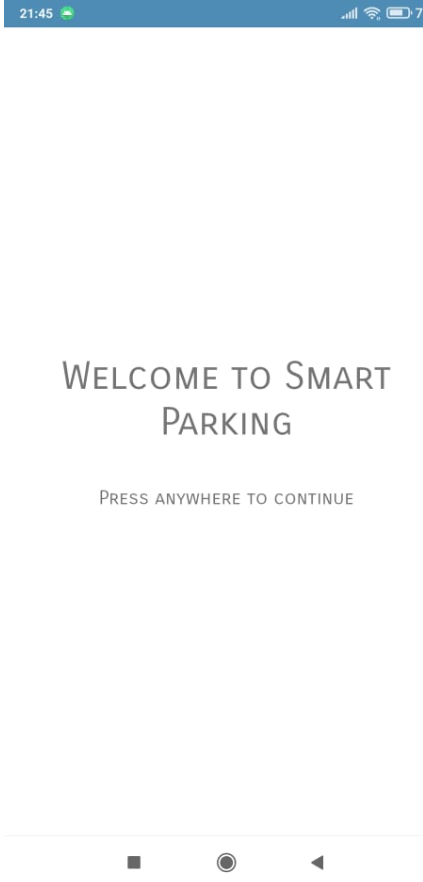 21:45
Welcome to Smart
Parking
Press anywhere to continue